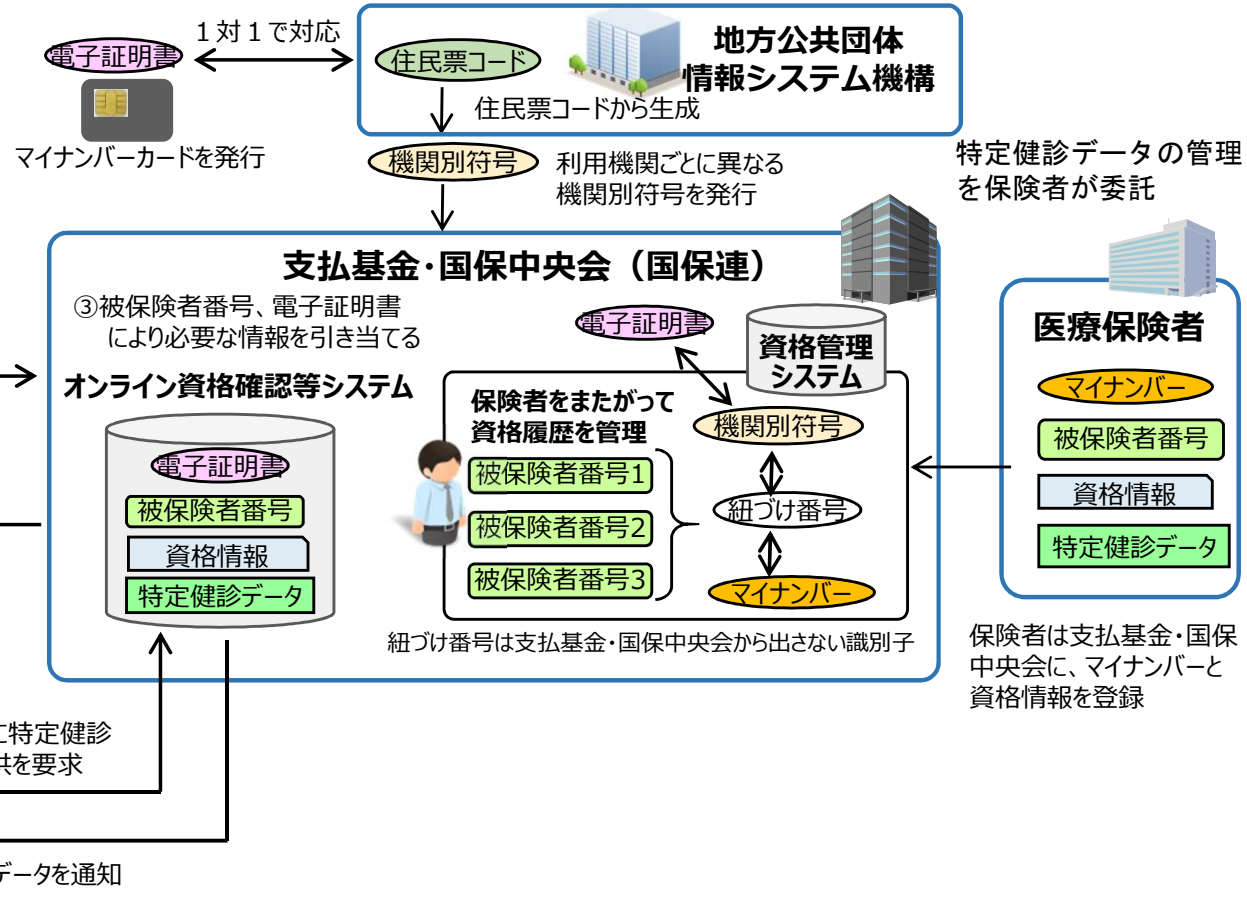 1対1で対応
電子証明書
マイナンバーカードを発行
地方公共団体
情報システム機構
住民票コード
住民票コードから生成
機関別符号
利用機関ごとに異なる
機関別符号を発行
特定健診データの管理
を保険者が委託
支払基金・国保中央会（国保連）
③被保険者番号、電子証明書
により必要な情報を引き当てる
オンライン資格確認等システム
電子証明書
被保険者番号
資格情報
特定健診データ
電子証明書
資格管理
システム
保険者をまたがって
資格履歴を管理
機関別符号
被保険者番号1
被保険者番号2
被保険者番号3
紐づけ番号
マイナンバー
紐づけ番号は支払基金・国保中央会から出さない識別子
医療保険者
マイナンバー
被保険者番号
資格情報
特定健診データ
保険者は支払基金・国保
中央会に、マイナンバーと
資格情報を登録
に特定健診
供を要求
データを通知